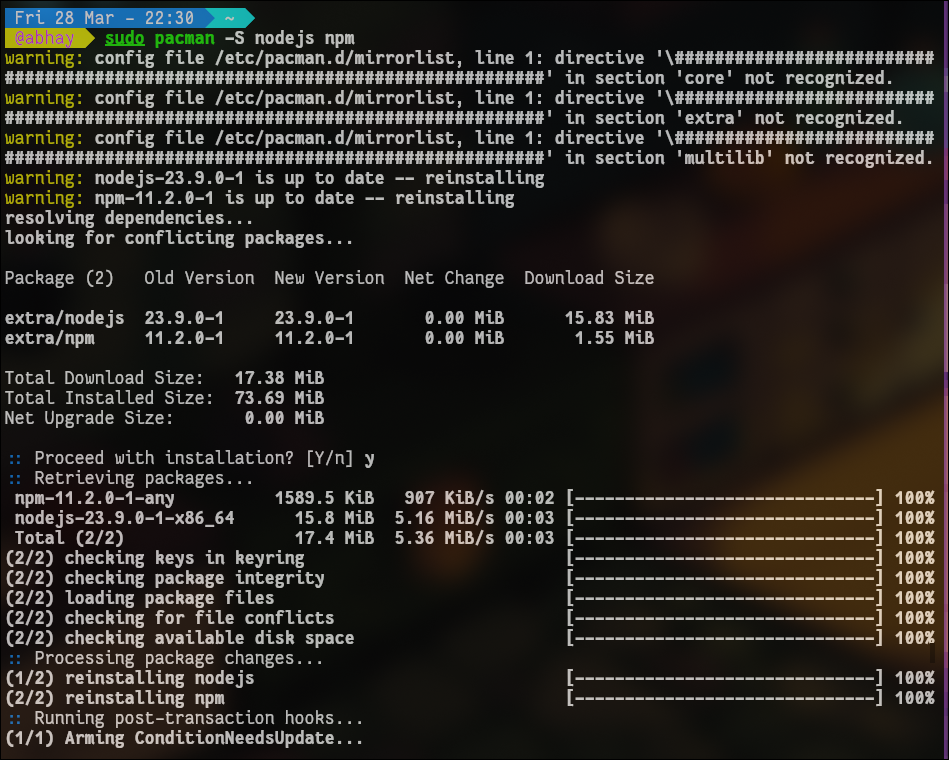 Fri 28 Mar - 22:30 ~
@abhay sudo pacman -S nodejs npm
warning: config file /etc/pacman.d/mirrorlist, line 1: directive '\##########################
######################################################' in section 'core' not recognized.
warning: config file /etc/pacman.d/mirrorlist, line 1: directive '\##########################
######################################################' in section 'extra' not recognized.
warning: config file /etc/pacman.d/mirrorlist, line 1: directive '\##########################
######################################################' in section 'multilib' not recognized.
warning: nodejs-23.9.0-1 is up to date -- reinstalling
warning: npm-11.2.0-1 is up to date -- reinstalling
resolving dependencies...
looking for conflicting packages...
Package (2)   Old Version  New Version  Net Change  Download Size
extra/nodejs  23.9.0-1     23.9.0-1       0.00 MiB      15.83 MiB
extra/npm     11.2.0-1     11.2.0-1       0.00 MiB       1.55 MiB
Total Download Size:   17.38 MiB
Total Installed Size:  73.69 MiB
Net Upgrade Size:       0.00 MiB
:: Proceed with installation? [Y/n] y
:: Retrieving packages...
npm-11.2.0-1-any          1589.5 KiB   907 KiB/s 00:02 [------------------------------] 100%
nodejs-23.9.0-1-x86_64      15.8 MiB  5.16 MiB/s 00:03 [------------------------------] 100%
Total (2/2)                 17.4 MiB  5.36 MiB/s 00:03 [------------------------------] 100%
(2/2) checking keys in keyring                          [------------------------------] 100%
(2/2) checking package integrity                        [------------------------------] 100%
(2/2) loading package files                             [------------------------------] 100%
(2/2) checking for file conflicts                       [------------------------------] 100%
(2/2) checking available disk space                     [------------------------------] 100%
:: Processing package changes...
(1/2) reinstalling nodejs                               [------------------------------] 100%
(2/2) reinstalling npm                                  [------------------------------] 100%
:: Running post-transaction hooks...
(1/1) Arming ConditionNeedsUpdate...